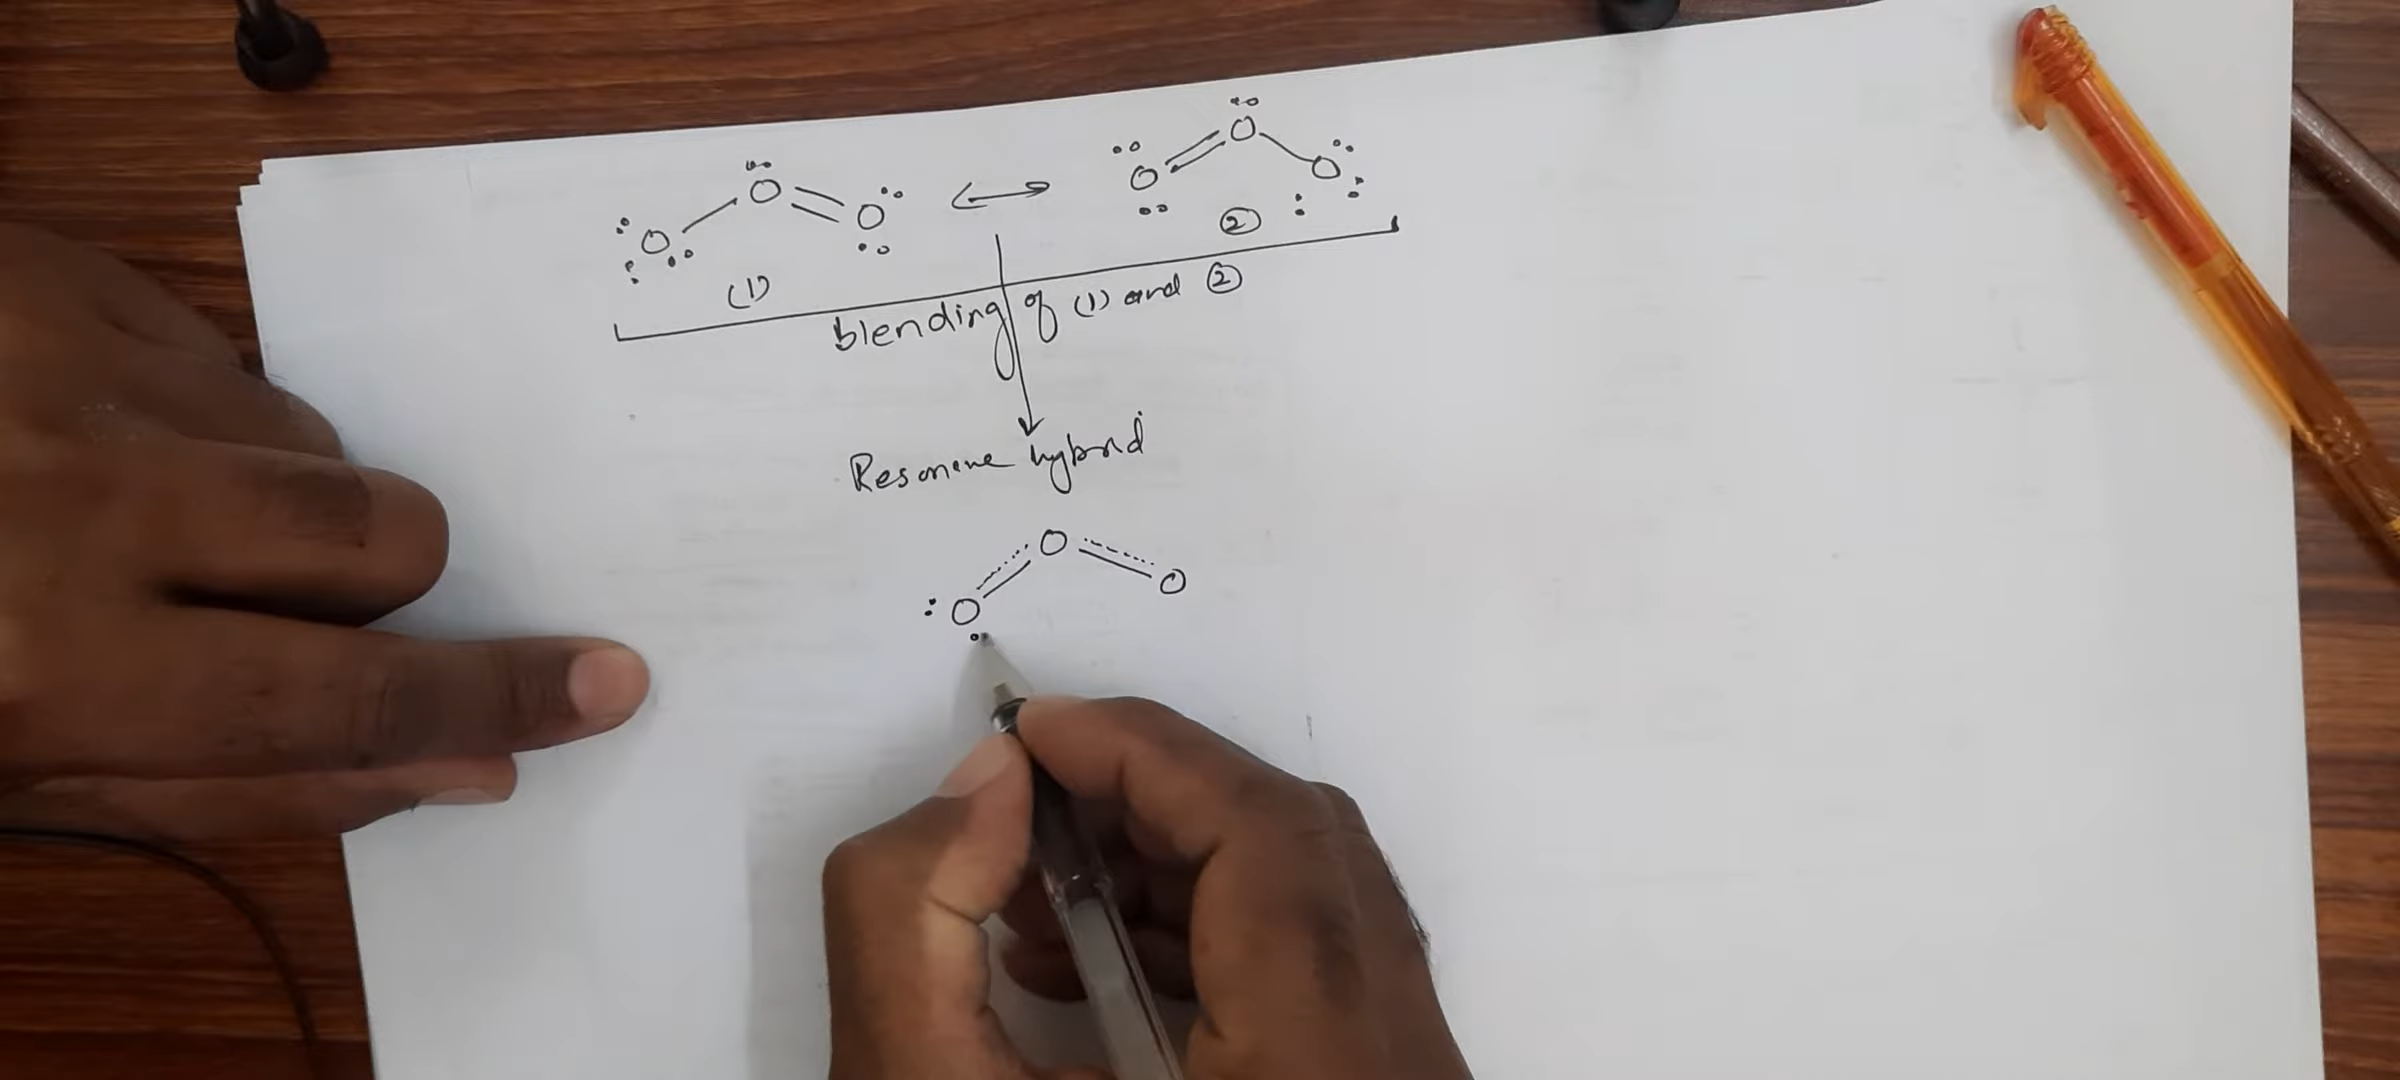 O O O ⟷ O O O
(1) ②
blending of (1) and ②
Resonance hybrid
O O O